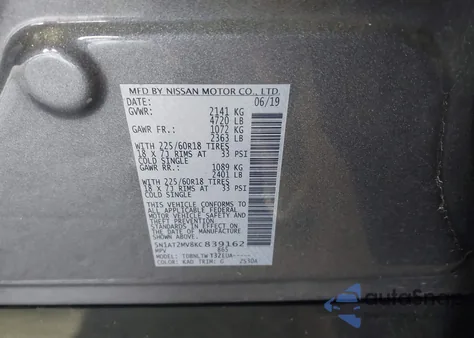 MFD BY NISSAN MOTOR CO., LTD.
DATE: 06/19
GVWR: 2141 KG
4720 LB
GAWR FR.: 1072 KG
2363 LB
WITH 225/60R18 TIRES
18 X 7J RIMS AT 33 PSI
COLD SINGLE
GAWR RR.: 1089 KG
2401 LB
WITH 225/60R18 TIRES
18 X 7J RIMS AT 33 PSI
COLD SINGLE
THIS VEHICLE CONFORMS TO ALL
APPLICABLE FEDERAL
MOTOR VEHICLE SAFETY AND
THEFT PREVENTION
STANDARDS IN EFFECT ON THE
DATE OF MANUFACTURE
SHOWN ABOVE.
5N1AT2MV8KC839162
MPV
MODEL:
COLOR: KAD TRIM: G
autoSnap